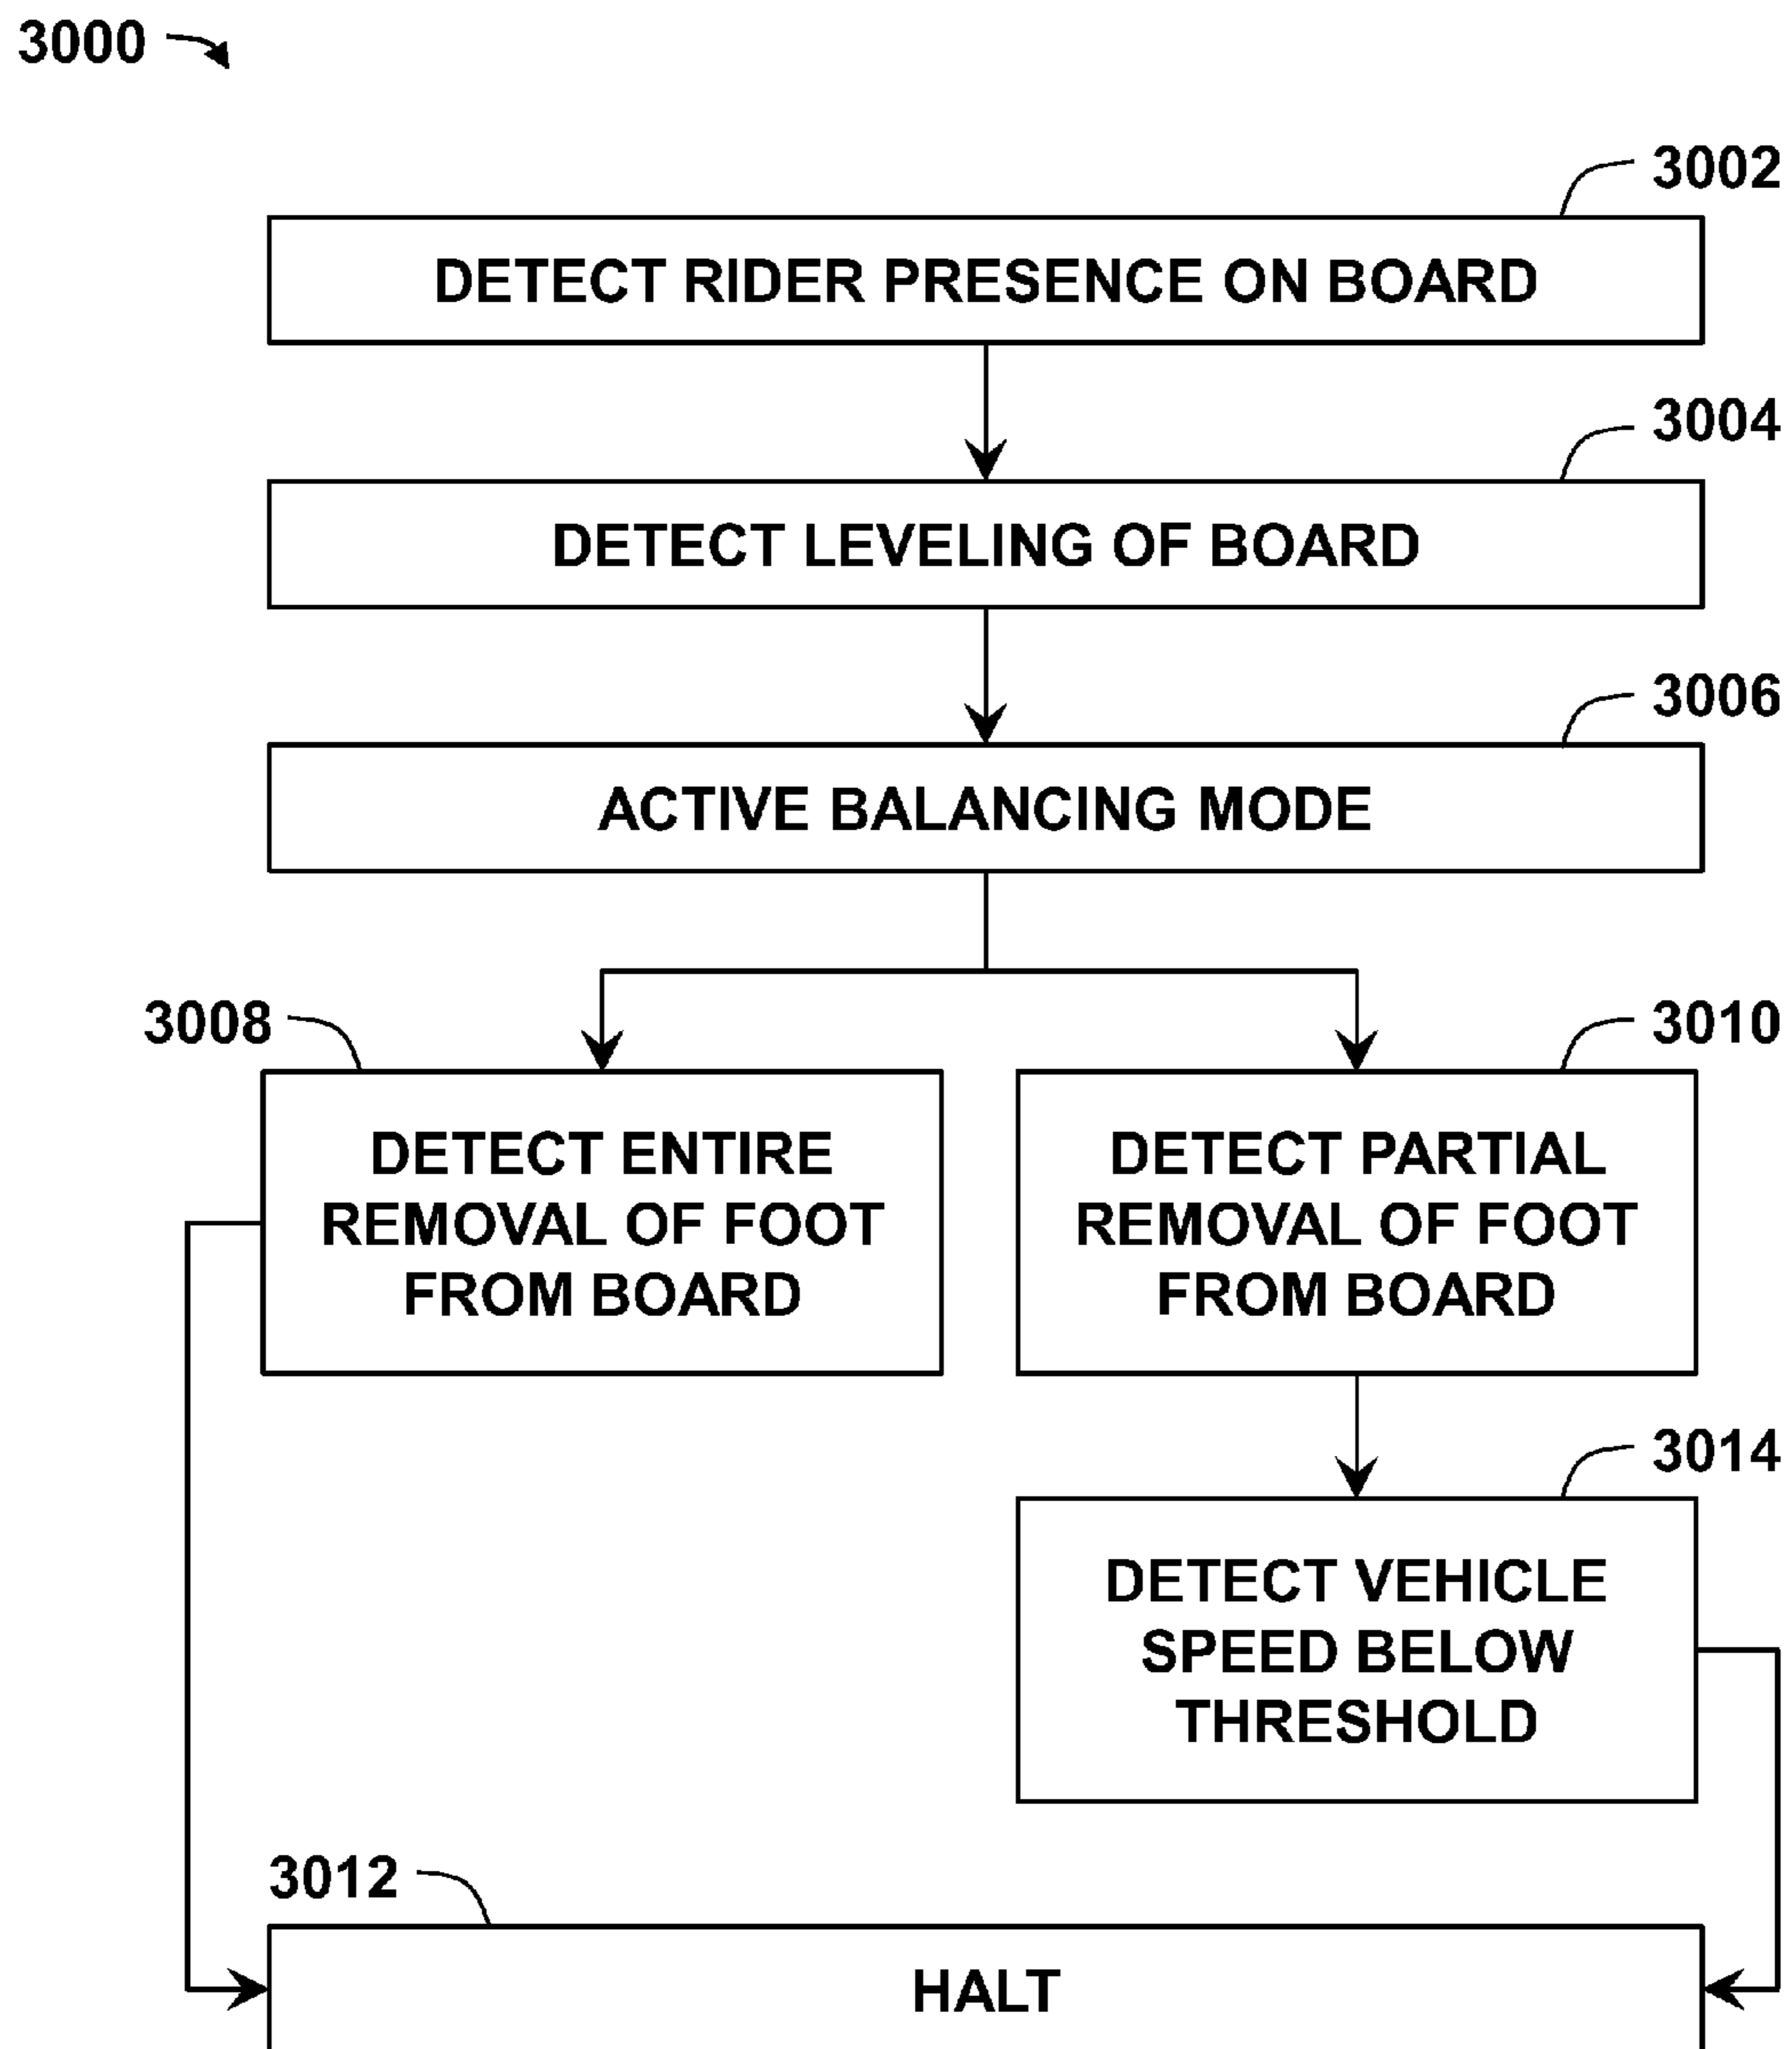 3000
3002
DETECT RIDER PRESENCE ON BOARD
3004
DETECT LEVELING OF BOARD
3006
ACTIVE BALANCING MODE
3008
DETECT ENTIRE
REMOVAL OF FOOT
FROM BOARD
3010
DETECT PARTIAL
REMOVAL OF FOOT
FROM BOARD
3014
DETECT VEHICLE
SPEED BELOW
THRESHOLD
3012
HALT